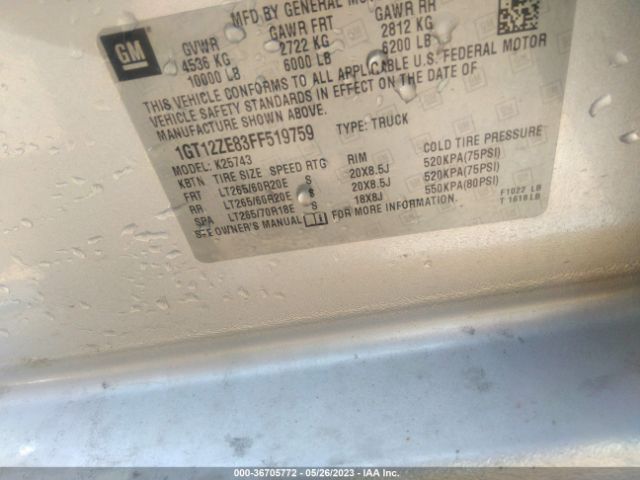 GM
MFD BY GENERAL
GVWR GAWR FRT GAWR RR
4536 KG 2722 KG 2812 KG
10000 LB 6000 LB 6200 LB
THIS VEHICLE CONFORMS TO ALL APPLICABLE U.S. FEDERAL MOTOR
VEHICLE SAFETY STANDARDS IN EFFECT ON THE DATE OF
MANUFACTURE SHOWN ABOVE.
1GT12ZE83FF519759 TYPE: TRUCK
MODEL: K25743
KBTN TIRE SIZE SPEED RTG RIM COLD TIRE PRESSURE
FRT LT265/60R20E S 20X8.5J 520KPA(75PSI)
RR LT265/60R20E S 20X8.5J 520KPA(75PSI)
SPA LT265/70R18E S 18X8J 550KPA(80PSI)
SEE OWNER'S MANUAL FOR MORE INFORMATION.
F1022 LB
T 1618 LB
000-36705772 - 05/26/2023 - IAA Inc.